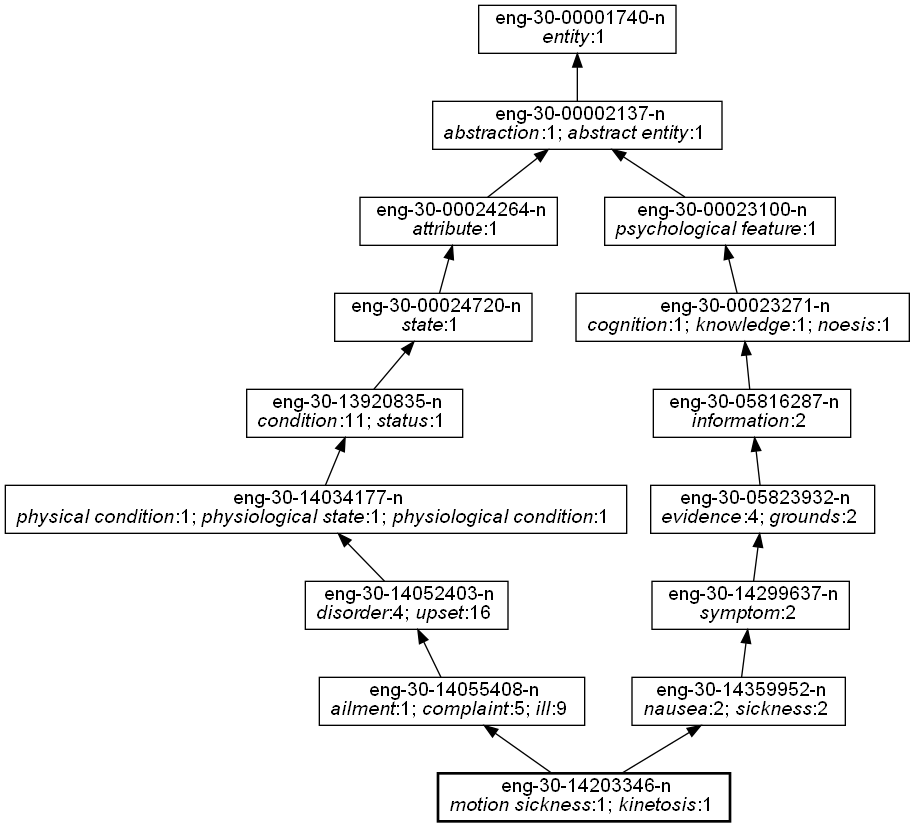 eng-30-00001740-n
entity:1
eng-30-00002137-n
abstraction:1; abstract entity:1
eng-30-00024264-n
attribute:1
eng-30-00023100-n
psychological feature:1
eng-30-00024720-n
state:1
eng-30-00023271-n
cognition:1; knowledge:1; noesis:1
eng-30-13920835-n
condition:11; status:1
eng-30-05816287-n
information:2
eng-30-14034177-n
physical condition:1; physiological state:1; physiological condition:1
eng-30-05823932-n
evidence:4; grounds:2
eng-30-14052403-n
disorder:4; upset:16
eng-30-14299637-n
symptom:2
eng-30-14055408-n
ailment:1; complaint:5; ill:9
eng-30-14359952-n
nausea:2; sickness:2
eng-30-14203346-n
motion sickness:1; kinetosis:1